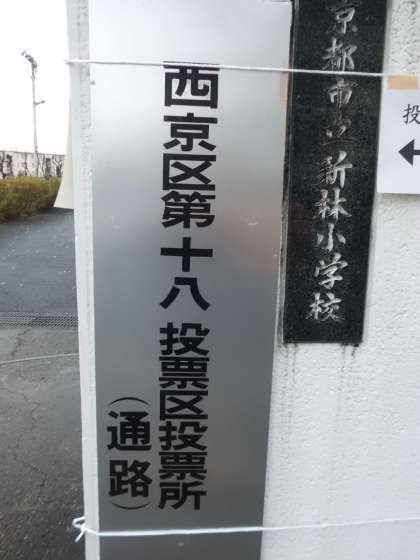 京都市立新林小学校
投
←
西京区第十八投票区投票所
(通路)